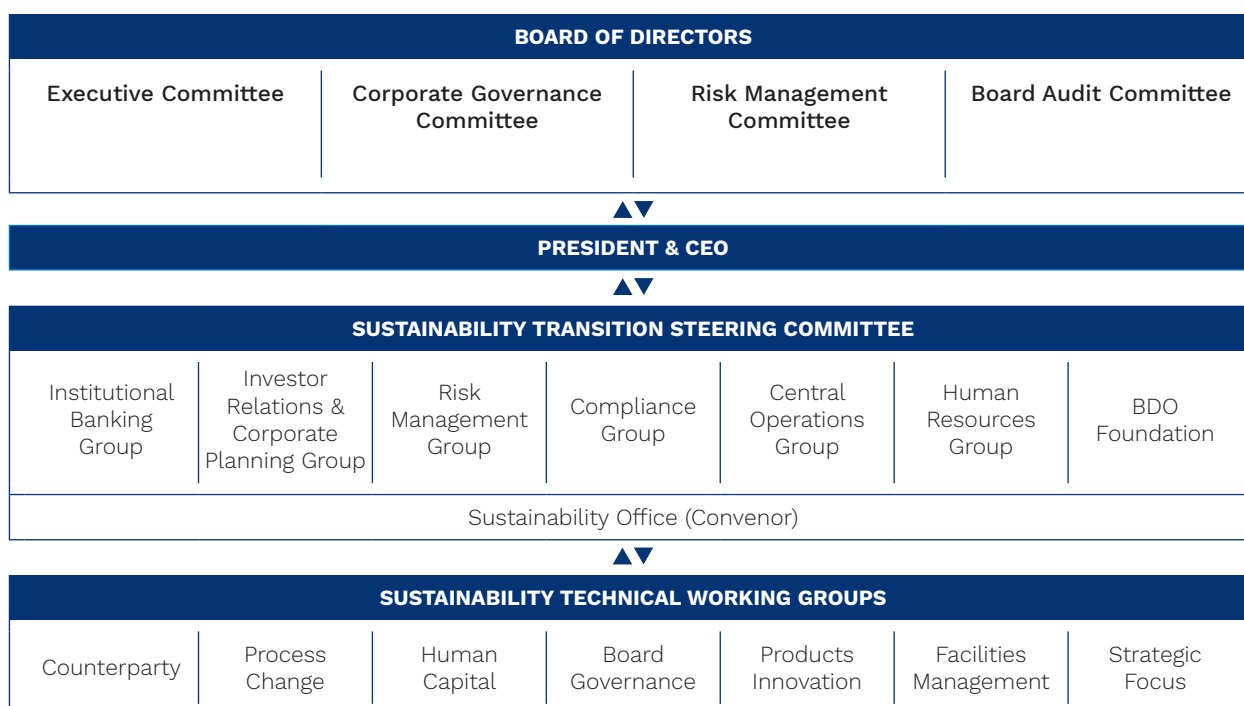 BOARD OF DIRECTORS
Executive Committee
Corporate Governance
Committee
Risk Management
Committee
Board Audit Committee
PRESIDENT & CEO
SUSTAINABILITY TRANSITION STEERING COMMITTEE
Institutional
Banking
Group
Investor
Relations &
Corporate
Planning Group
Risk
Management
Group
Compliance
Group
Central
Operations
Group
Human
Resources
Group
BDO
Foundation
Sustainability Office (Convenor)
SUSTAINABILITY TECHNICAL WORKING GROUPS
Counterparty
Process
Change
Human
Capital
Board
Governance
Products
Innovation
Facilities
Management
Strategic
Focus